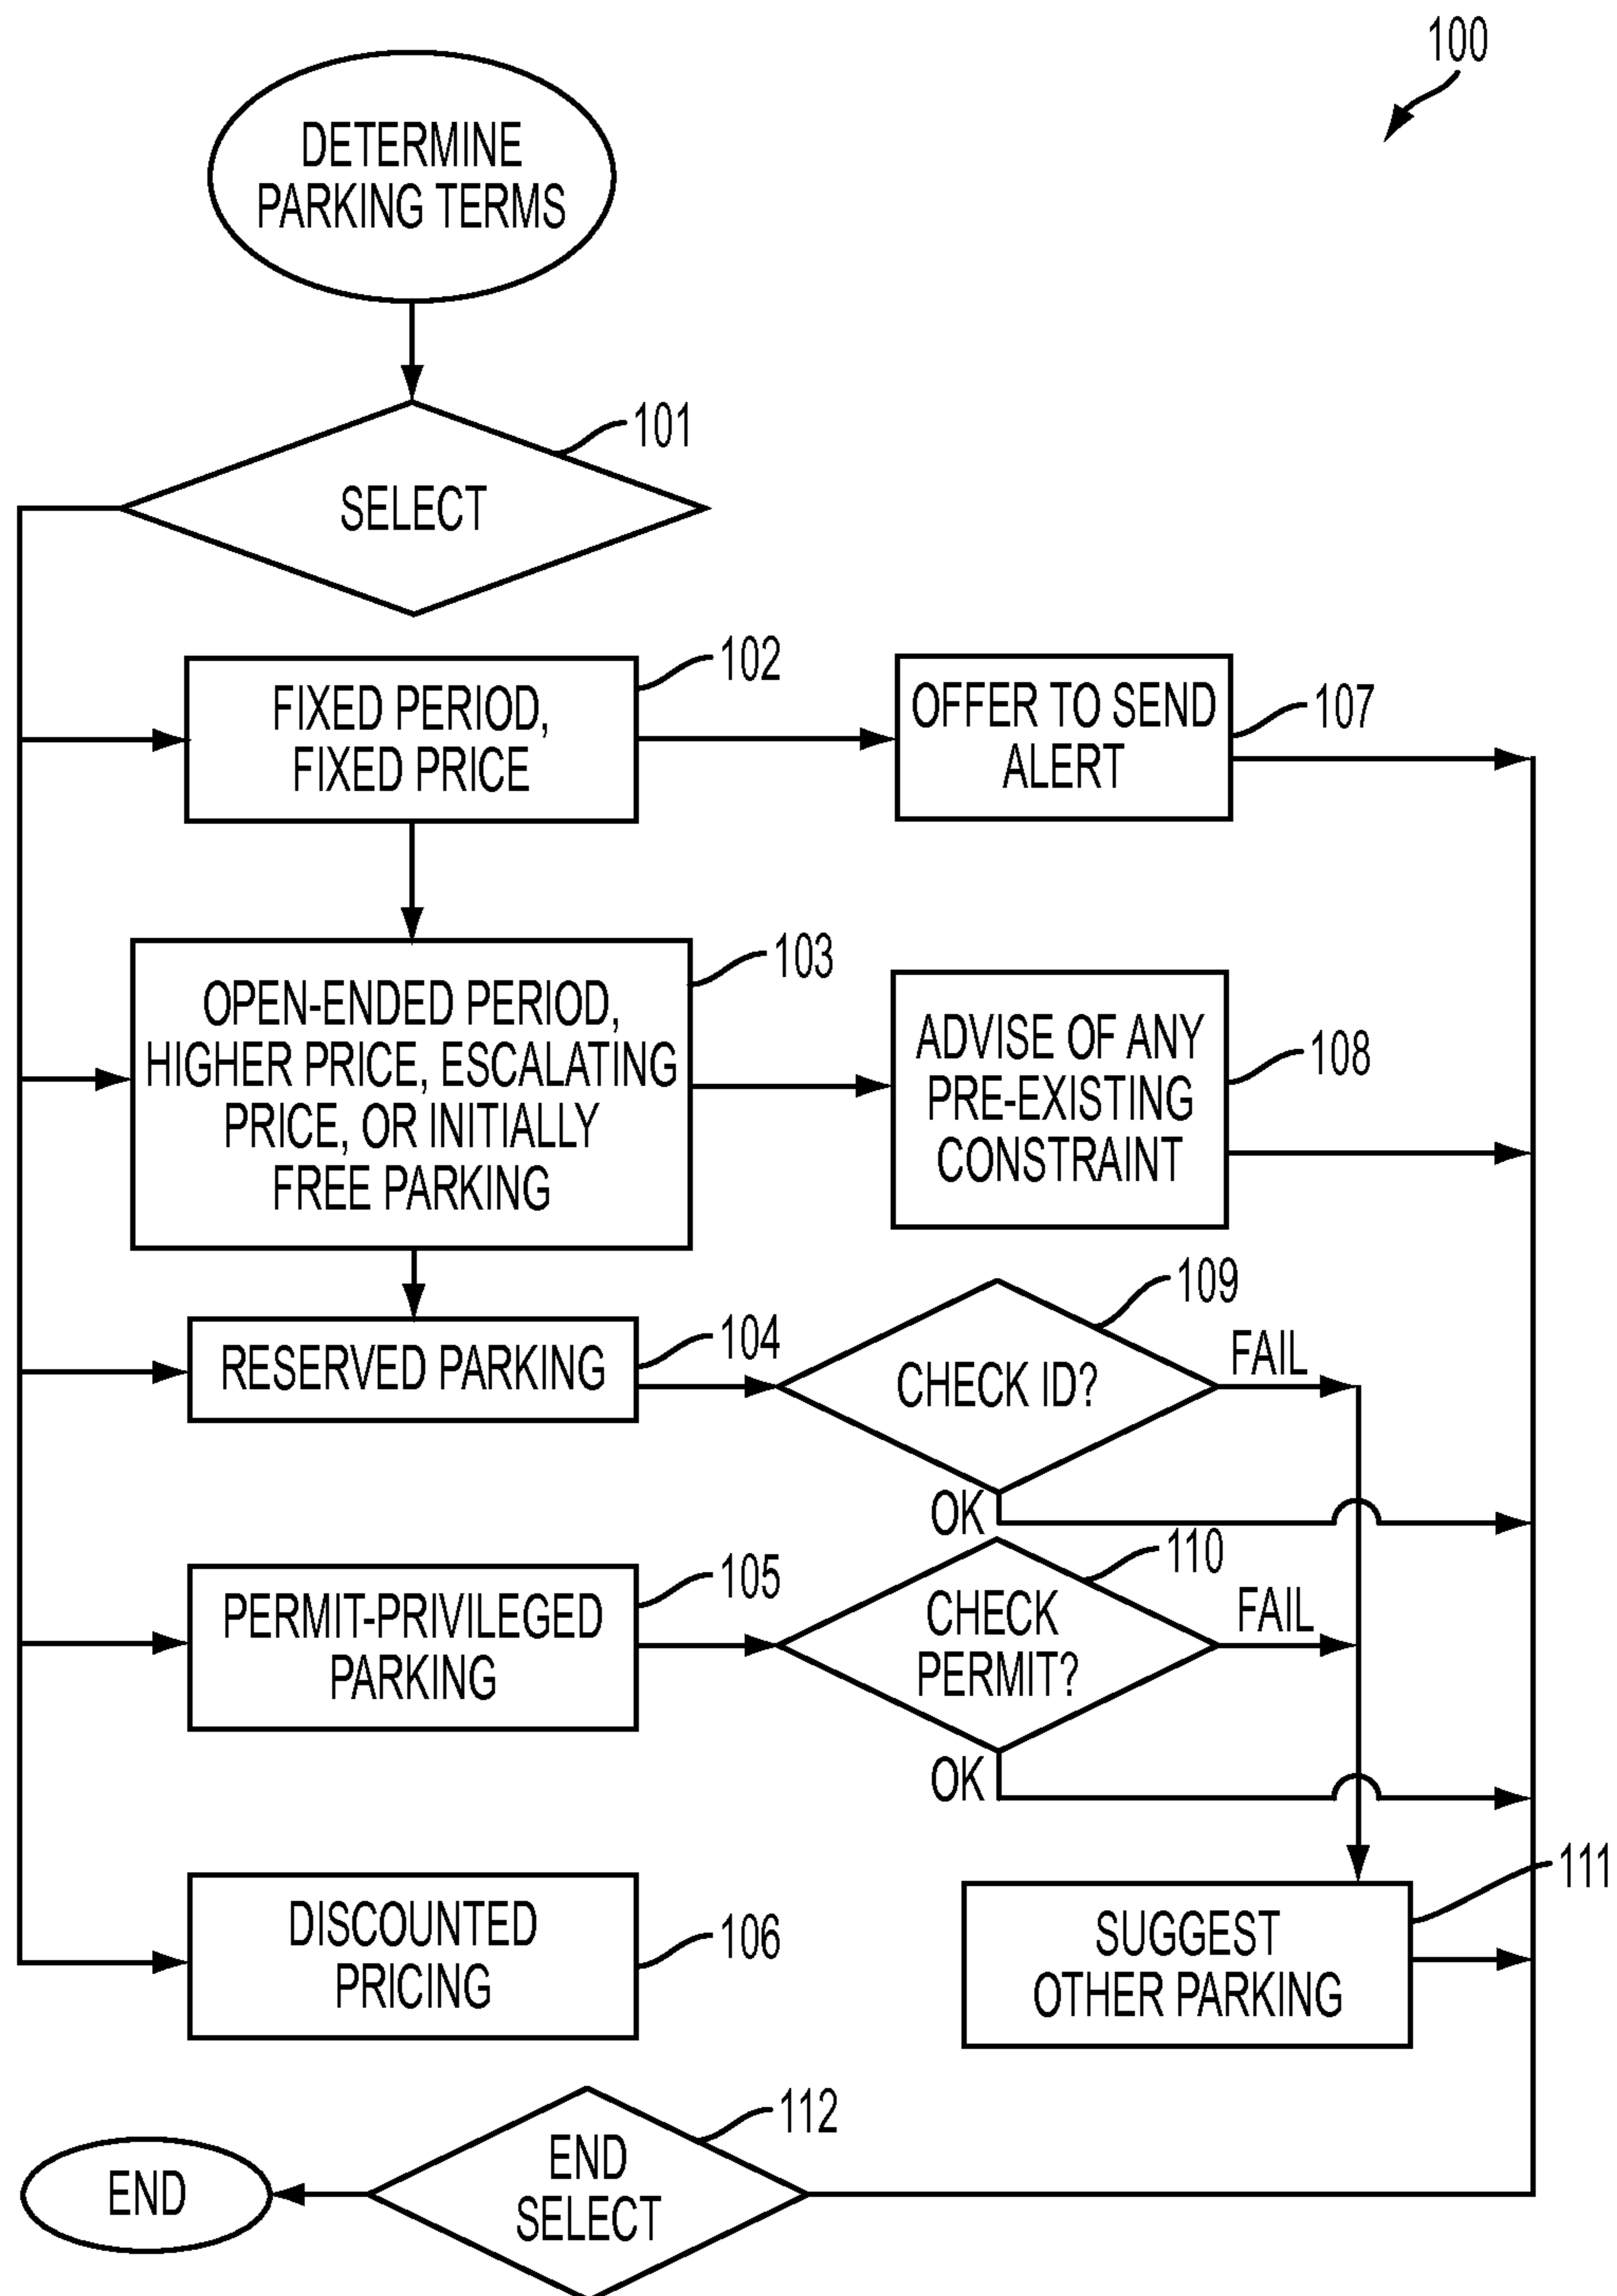 100
DETERMINE
PARKING TERMS
101
SELECT
102
FIXED PERIOD,
FIXED PRICE
OFFER TO SEND
ALERT
107
103
OPEN-ENDED PERIOD,
HIGHER PRICE, ESCALATING
PRICE, OR INITIALLY
FREE PARKING
ADVISE OF ANY
PRE-EXISTING
CONSTRAINT
108
RESERVED PARKING
104
109
CHECK ID?
FAIL
OK
PERMIT-PRIVILEGED
PARKING
105
110
CHECK
PERMIT?
FAIL
OK
DISCOUNTED
PRICING
106
111
SUGGEST
OTHER PARKING
112
END
SELECT
END